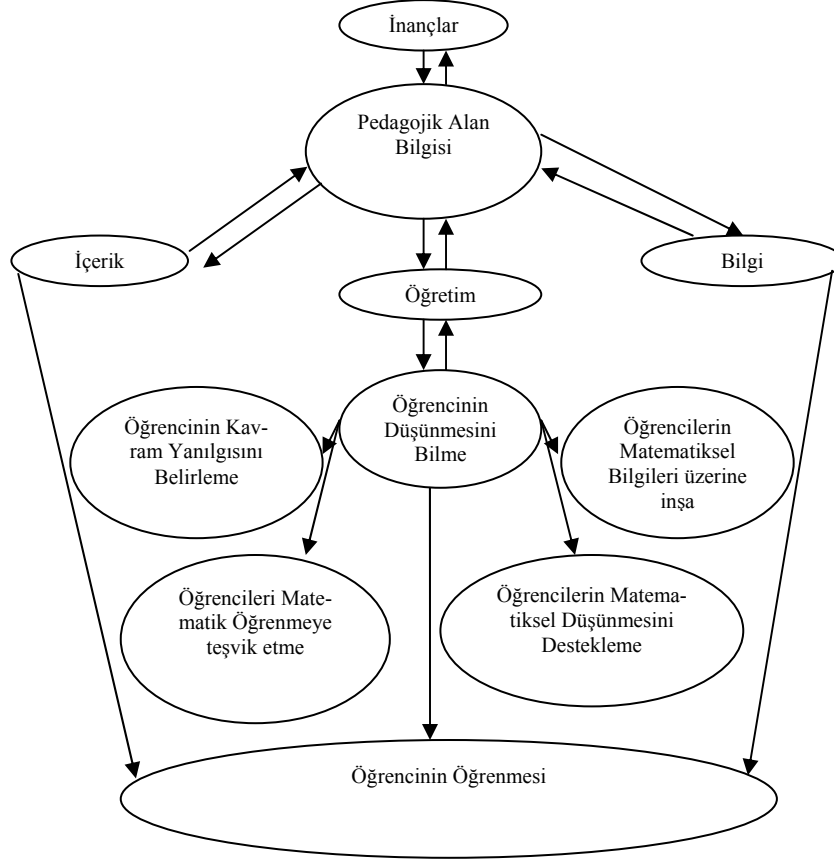 İnançlar
Pedagojik Alan
Bilgisi
İçerik
Bilgi
Öğretim
Öğrencinin Kav-
ram Yanılgısını
Belirleme
Öğrencinin
Düşünmesini
Bilme
Öğrencilerin
Matematiksel
Bilgileri üzerine
inşa
Öğrencileri Mate-
matik Öğrenmeye
teşvik etme
Öğrencilerin Matema-
tiksel Düşünmesini
Destekleme
Öğrencinin Öğrenmesi